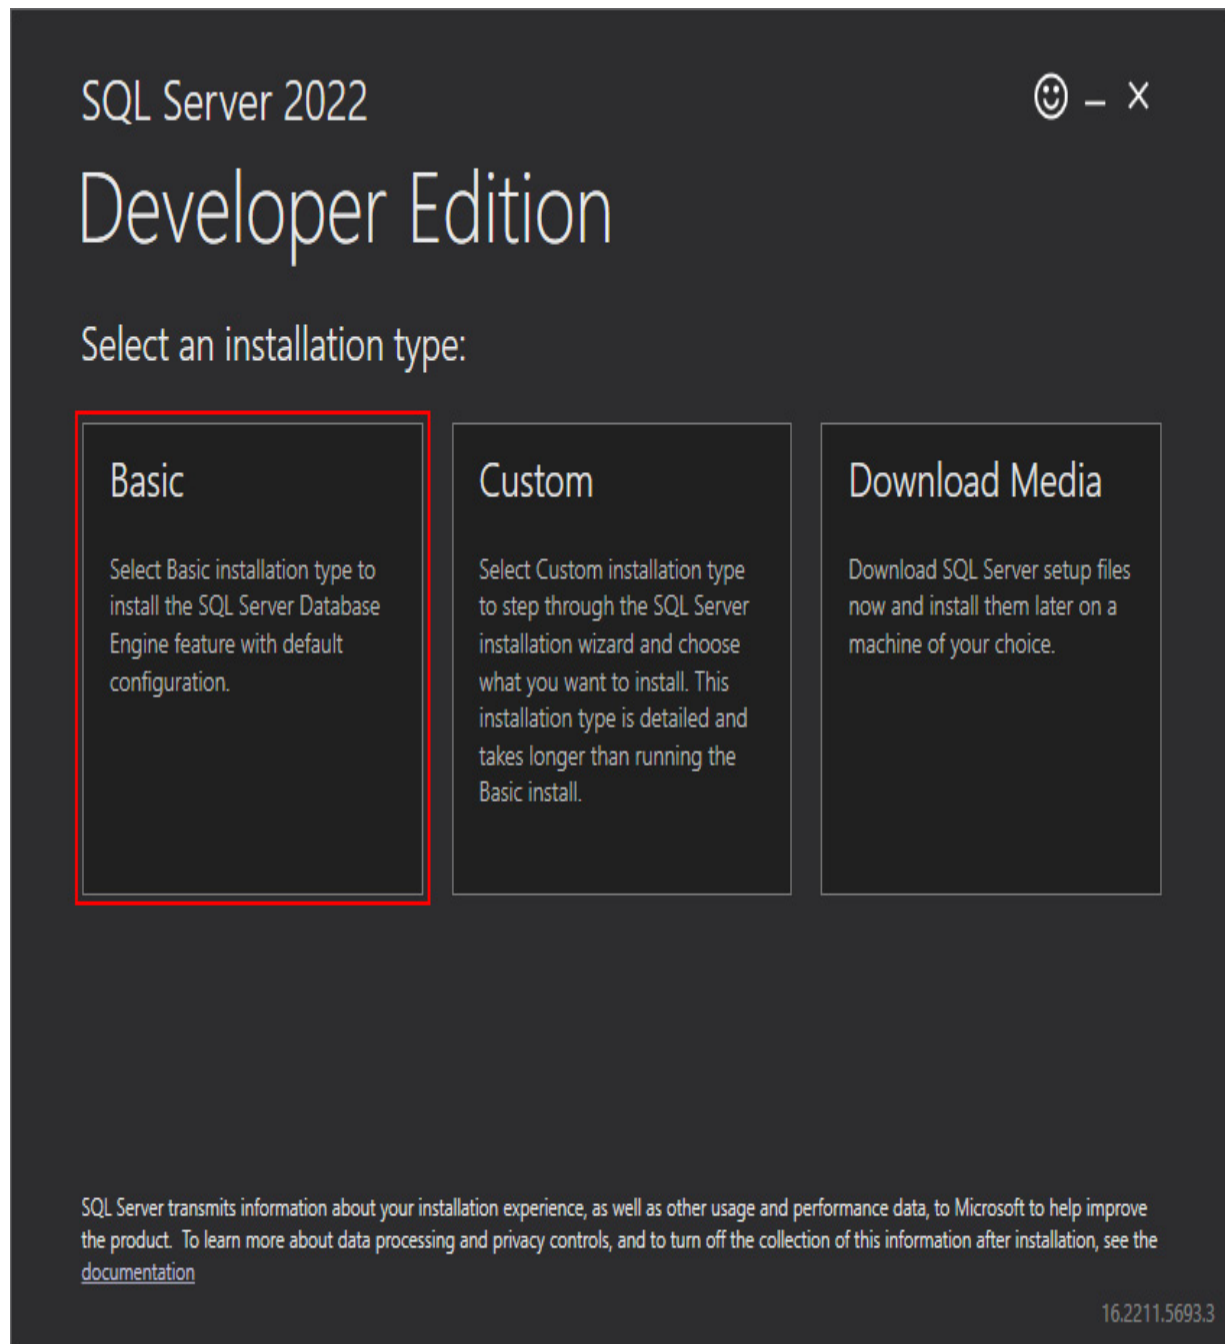 SQL Server 2022
Developer Edition
Select an installation type:
Basic
Select Basic installation type to
install the SQL Server Database
Engine feature with default
configuration.
Custom
Select Custom installation type
to step through the SQL Server
installation wizard and choose
what you want to install. This
installation type is detailed and
takes longer than running the
Basic install.
Download Media
Download SQL Server setup files
now and install them later on a
machine of your choice.
SQL Server transmits information about your installation experience, as well as other usage and performance data, to Microsoft to help improve
the product.  To learn more about data processing and privacy controls, and to turn off the collection of this information after installation, see the
documentation
16.2211.5693.3